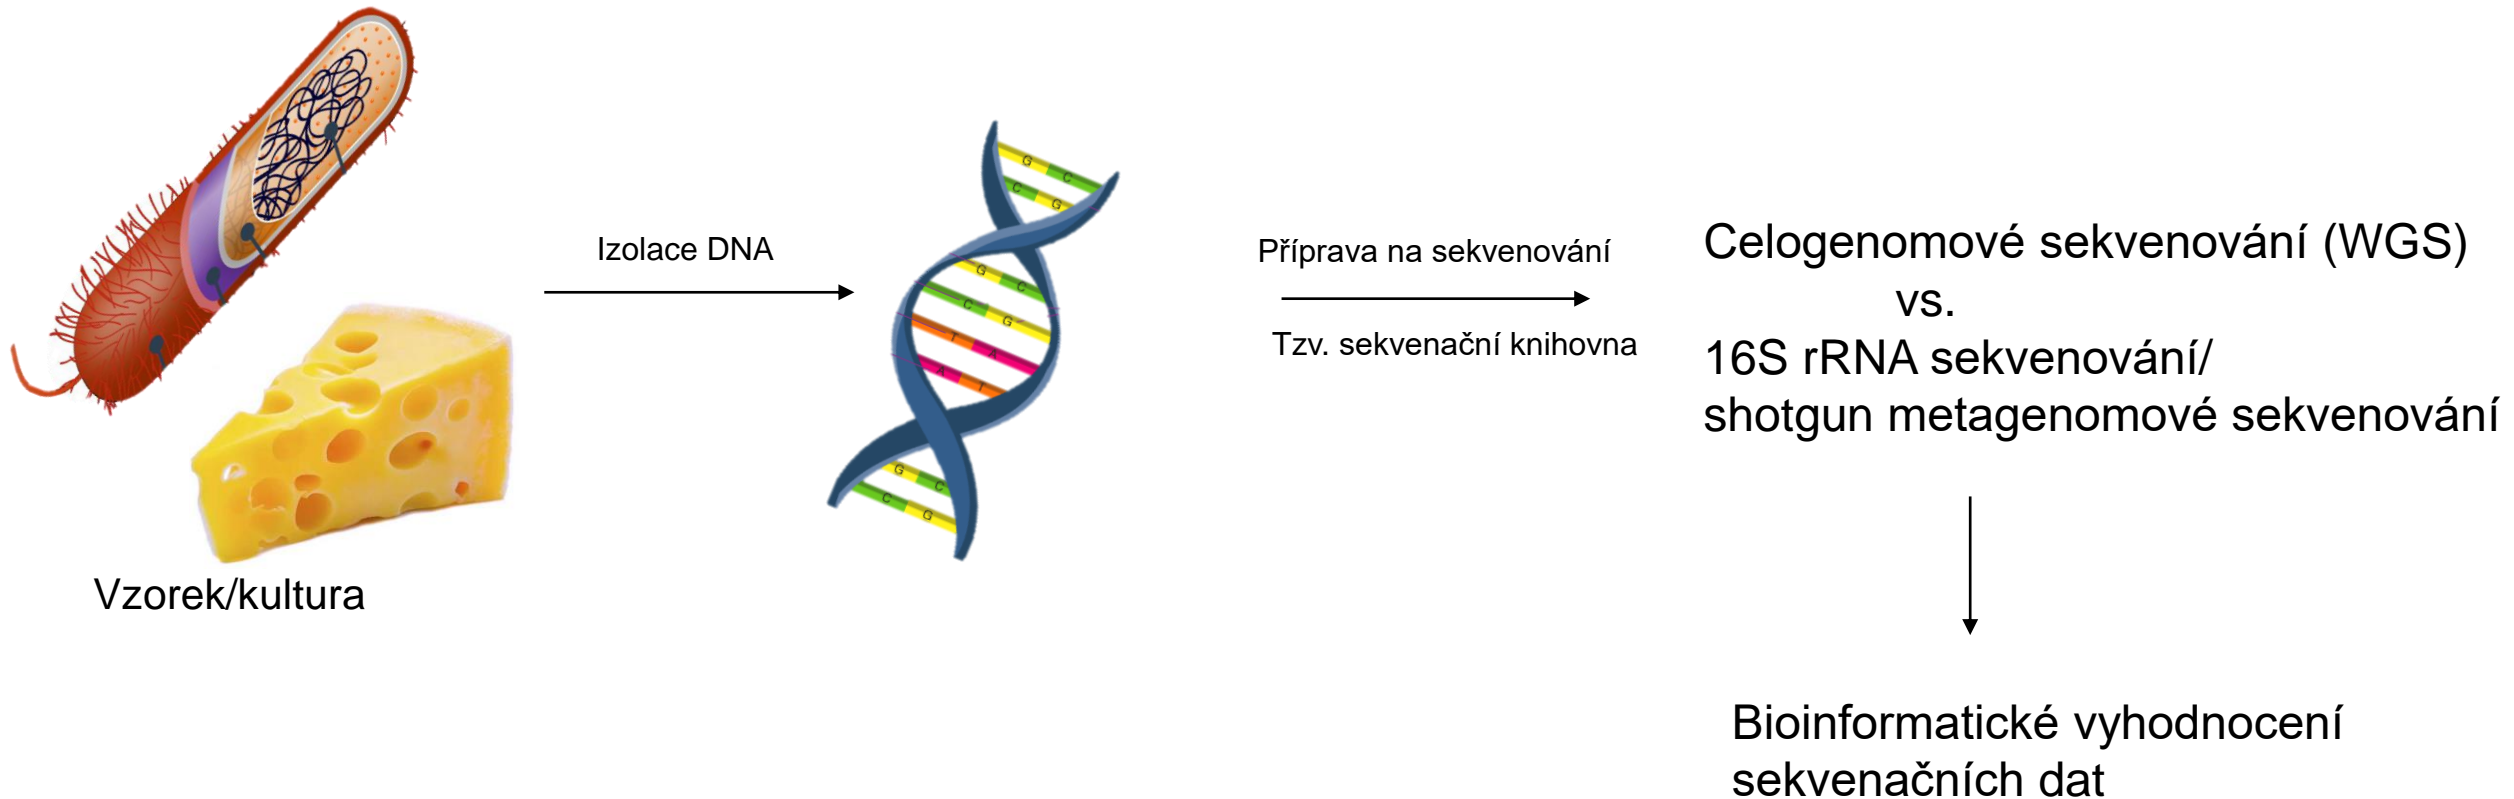 Izolace DNA
Vzorek/kultura
G C
C G
G C
C G
T A
A T
G C
C G
Příprava na sekvenování
Tzv. sekvenační knihovna
Celogenomové sekvenování (WGS)
vs.
16S rRNA sekvenování/
shotgun metagenomové sekvenování
Bioinformatické vyhodnocení
sekvenačních dat